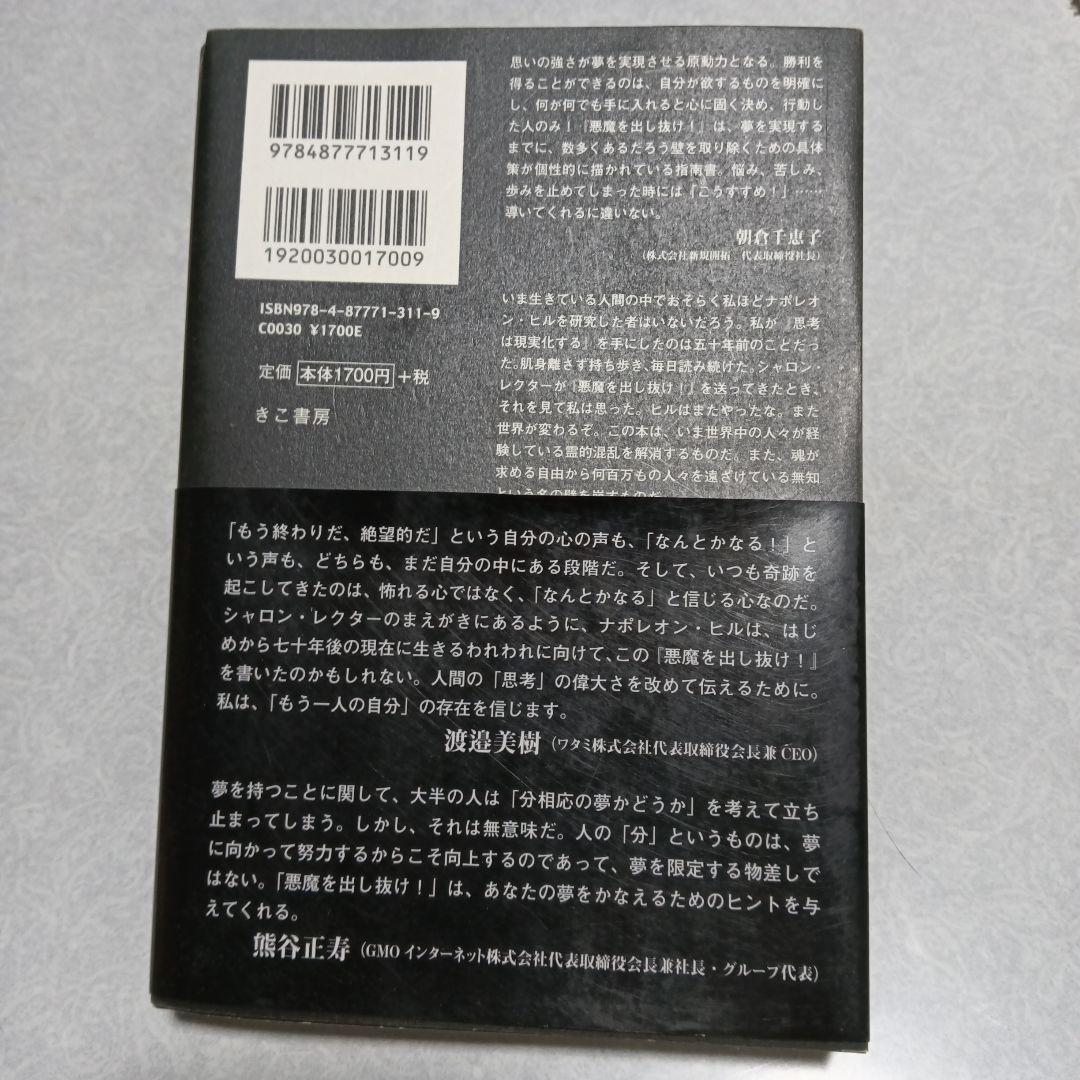 9784877713119
1920030017009
ISBN978-4-87771-311-9
C0030 ¥1700E
定価 本体1700円 +税
きこ書房
思いの強さが夢を実現させる原動力となる。勝利を
得ることができるのは、自分が欲するものを明確に
し、何が何でも手に入れると心に固く決め、行動し
た人のみ!『悪魔を出し抜け!』は、夢を実現する
までに、数多くあるだろう壁を取り除くための具体
策が個性的に描かれている指南書。悩み、苦しみ、
歩みを止めてしまった時には『こうすすめ!』……
導いてくれるに違いない。
朝倉千恵子
(株式会社新規開拓 代表取締役社長)
いま生きている人間の中でおそらく私ほどナポレオ
ン・ヒルを研究した者はいないだろう。私が『思考
は現実化する』を手にしたのは五十年前のことだっ
た。肌身離さず持ち歩き、毎日読み続けた。シャロン・
レクターが『悪魔を出し抜け!』を送ってきたとき、
それを見て私は思った。ヒルはまたやったな。また
世界が変わるぞ。この本は、いま世界中の人々が経
験している霊的混乱を解消するものだ。また、魂が
求める自由から何百万もの人々を遠ざけている無知
という名の壁を崩すものだ
「もう終わりだ、絶望的だ」という自分の心の声も、「なんとかなる!」と
いう声も、どちらも、まだ自分の中にある段階だ。そして、いつも奇跡を
起こしてきたのは、怖れる心ではなく、「なんとかなる」と信じる心なのだ。
シャロン・レクターのまえがきにあるように、ナポレオン・ヒルは、はじ
めから七十年後の現在に生きるわれわれに向けて、この『悪魔を出し抜け!』
を書いたのかもしれない。人間の「思考」の偉大さを改めて伝えるために。
私は、「もう一人の自分」の存在を信じます。
渡邉美樹(ワタミ株式会社代表取締役会長兼CEO)
夢を持つことに関して、大半の人は「分相応の夢かどうか」を考えて立ち
止まってしまう。しかし、それは無意味だ。人の「分」というものは、夢
に向かって努力するからこそ向上するのであって、夢を限定する物差しで
はない。「悪魔を出し抜け!」は、あなたの夢をかなえるためのヒントを与
えてくれる。
熊谷正寿(GMOインターネット株式会社代表取締役会長兼社長・グループ代表)